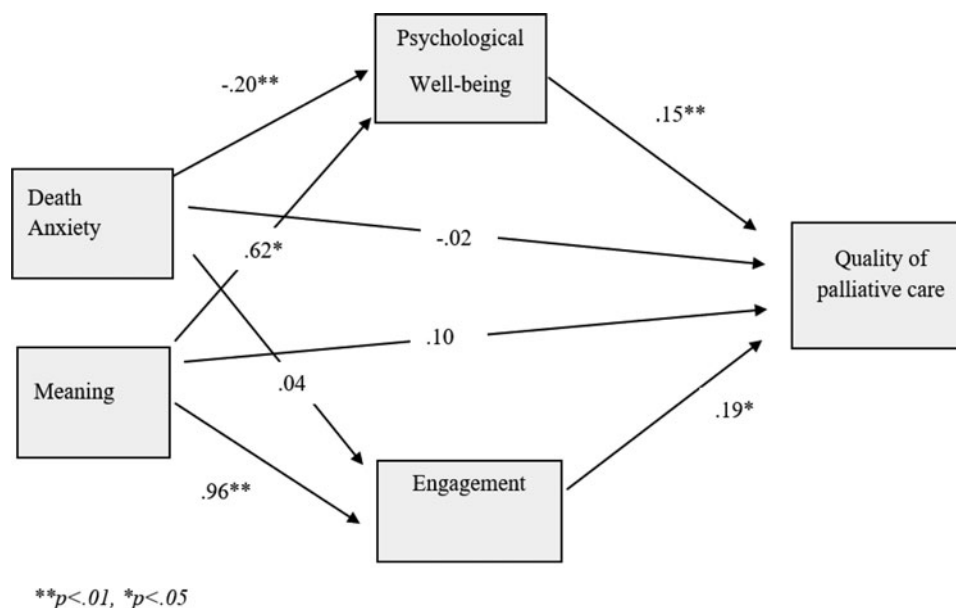 Psychological
Well-being
-.20**
.15**
Death
Anxiety
.62*
-.02
Quality of
palliative care
.10
Meaning
.04
.19*
.96**
Engagement
**p<.01, *p<.05